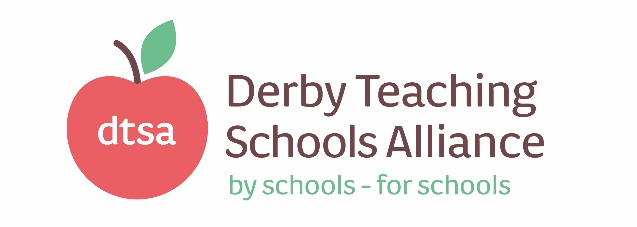 dtsa
Derby Teaching
Schools Alliance
by schools - for schools